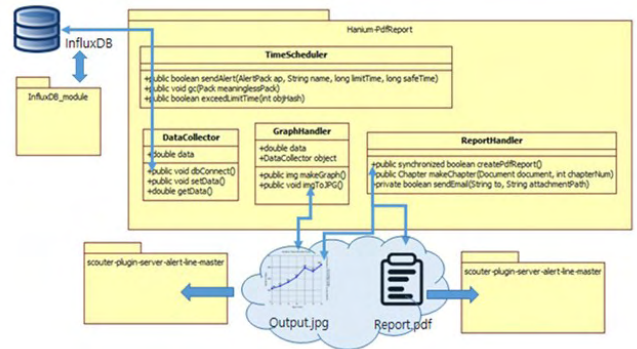 InfluxDB
InfluxDB_module
Hanium-PdfReport
TimeScheduler
+public boolean sendAlert(AlertPack ap, String name, long limitTime, long safeTime)
+public void gc(Pack meaninglessPack)
+public boolean exceedLimitTime(int objHash)
DataCollector
+double data
+public void dbConnect()
+public void setData()
+double getData()
GraphHandler
+double data
+DataCollector object
+public img makeGraph()
+public void imgToJPG()
ReportHandler
+public synchronized boolean createPdfReport()
+public Chapter makeChapter(Document document, int chapterNum)
+private boolean sendEmail(String to, String attachmentPath)
scouter-plugin-server-alert-line-master
Output.jpg
Report.pdf
scouter-plugin-server-alert-line-master